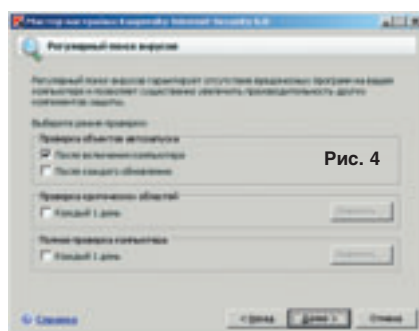 Мастер настройки Kaspersky Internet Security 6.0
Регулярный поиск вирусов
Регулярный поиск вирусов гарантирует отсутствие вредоносных программ на вашем
компьютере и позволяет существенно увеличить производительность других
компонентов защиты.
Выберите режим проверки:
Проверка объектов автозапуска
После включения компьютера
После каждого обновления
Рис. 4
Проверка критических областей
Каждый 1 день
Полная проверка компьютера
Каждый 1 день
Справка
< Назад
Далее >
Отмена